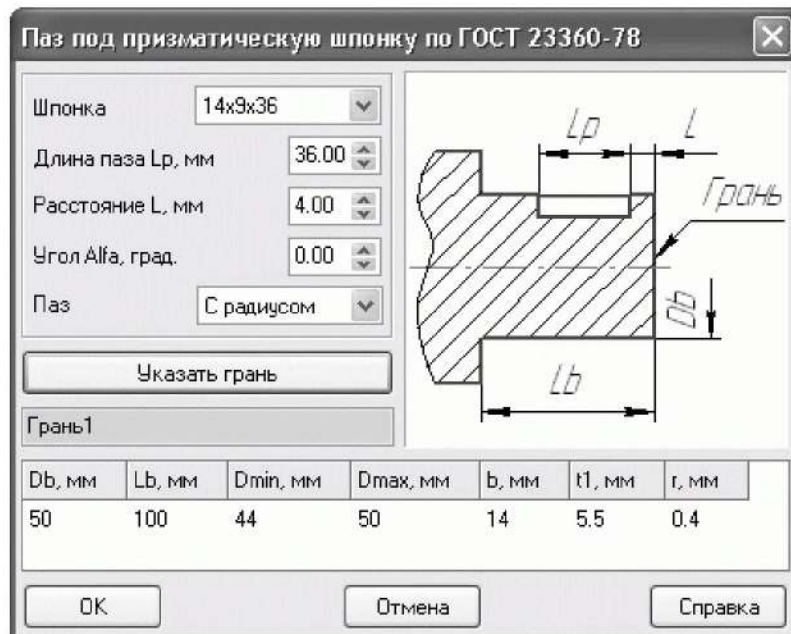 Паз под призматическую шпонку по ГОСТ 23360-78
Шпонка 14x9x36
Длина паза Lp, мм 36.00
Расстояние L, мм 4.00
Угол Alfa, град. 0.00
Паз С радиусом
Указать грань
Грань1
Lp L
Грань
Db
Lb
Db, мм Lb, мм Dmin, мм Dmax, мм b, мм t1, мм r, мм
50 100 44 50 14 5.5 0.4
OK Отмена Справка